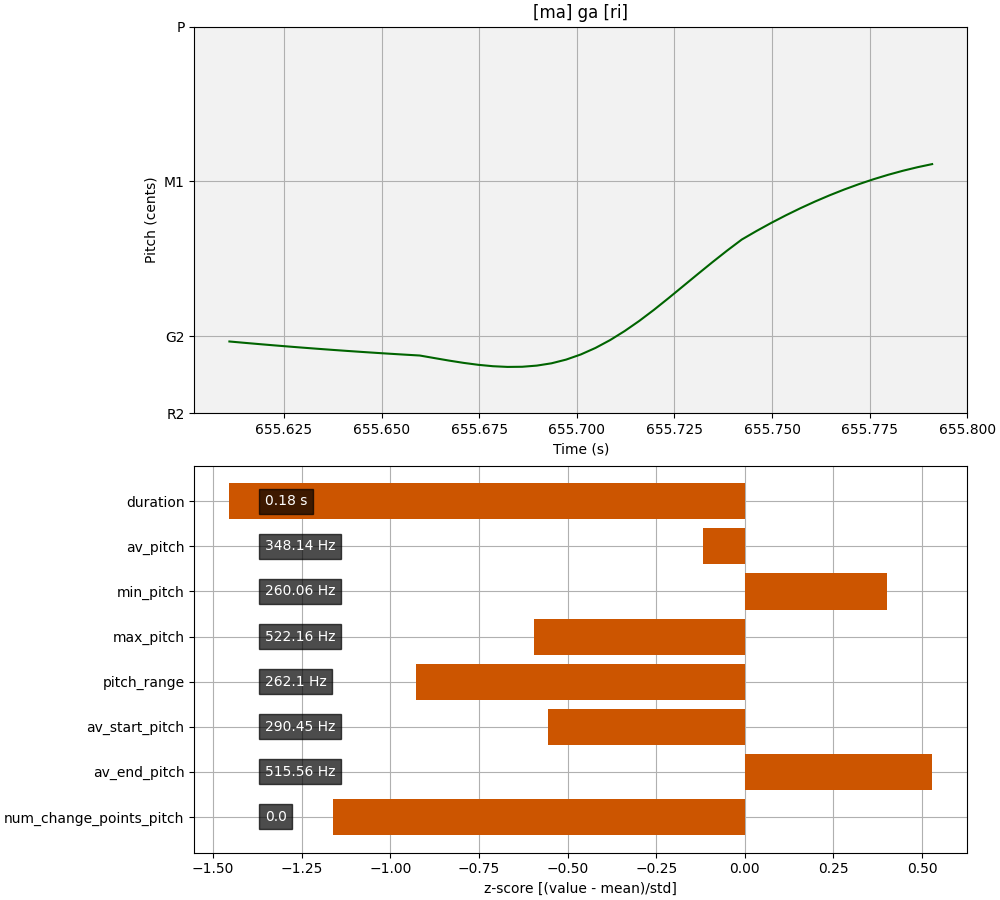 [ma] ga [ri]
P
M1
G2
R2
Pitch (cents)
655.625 655.650 655.675 655.700 655.725 655.750 655.775 655.800
Time (s)
duration 0.18 s
av_pitch 348.14 Hz
min_pitch 260.06 Hz
max_pitch 522.16 Hz
pitch_range 262.1 Hz
av_start_pitch 290.45 Hz
av_end_pitch 515.56 Hz
num_change_points_pitch 0.0
−1.50 −1.25 −1.00 −0.75 −0.50 −0.25 0.00 0.25 0.50
z-score [(value - mean)/std]